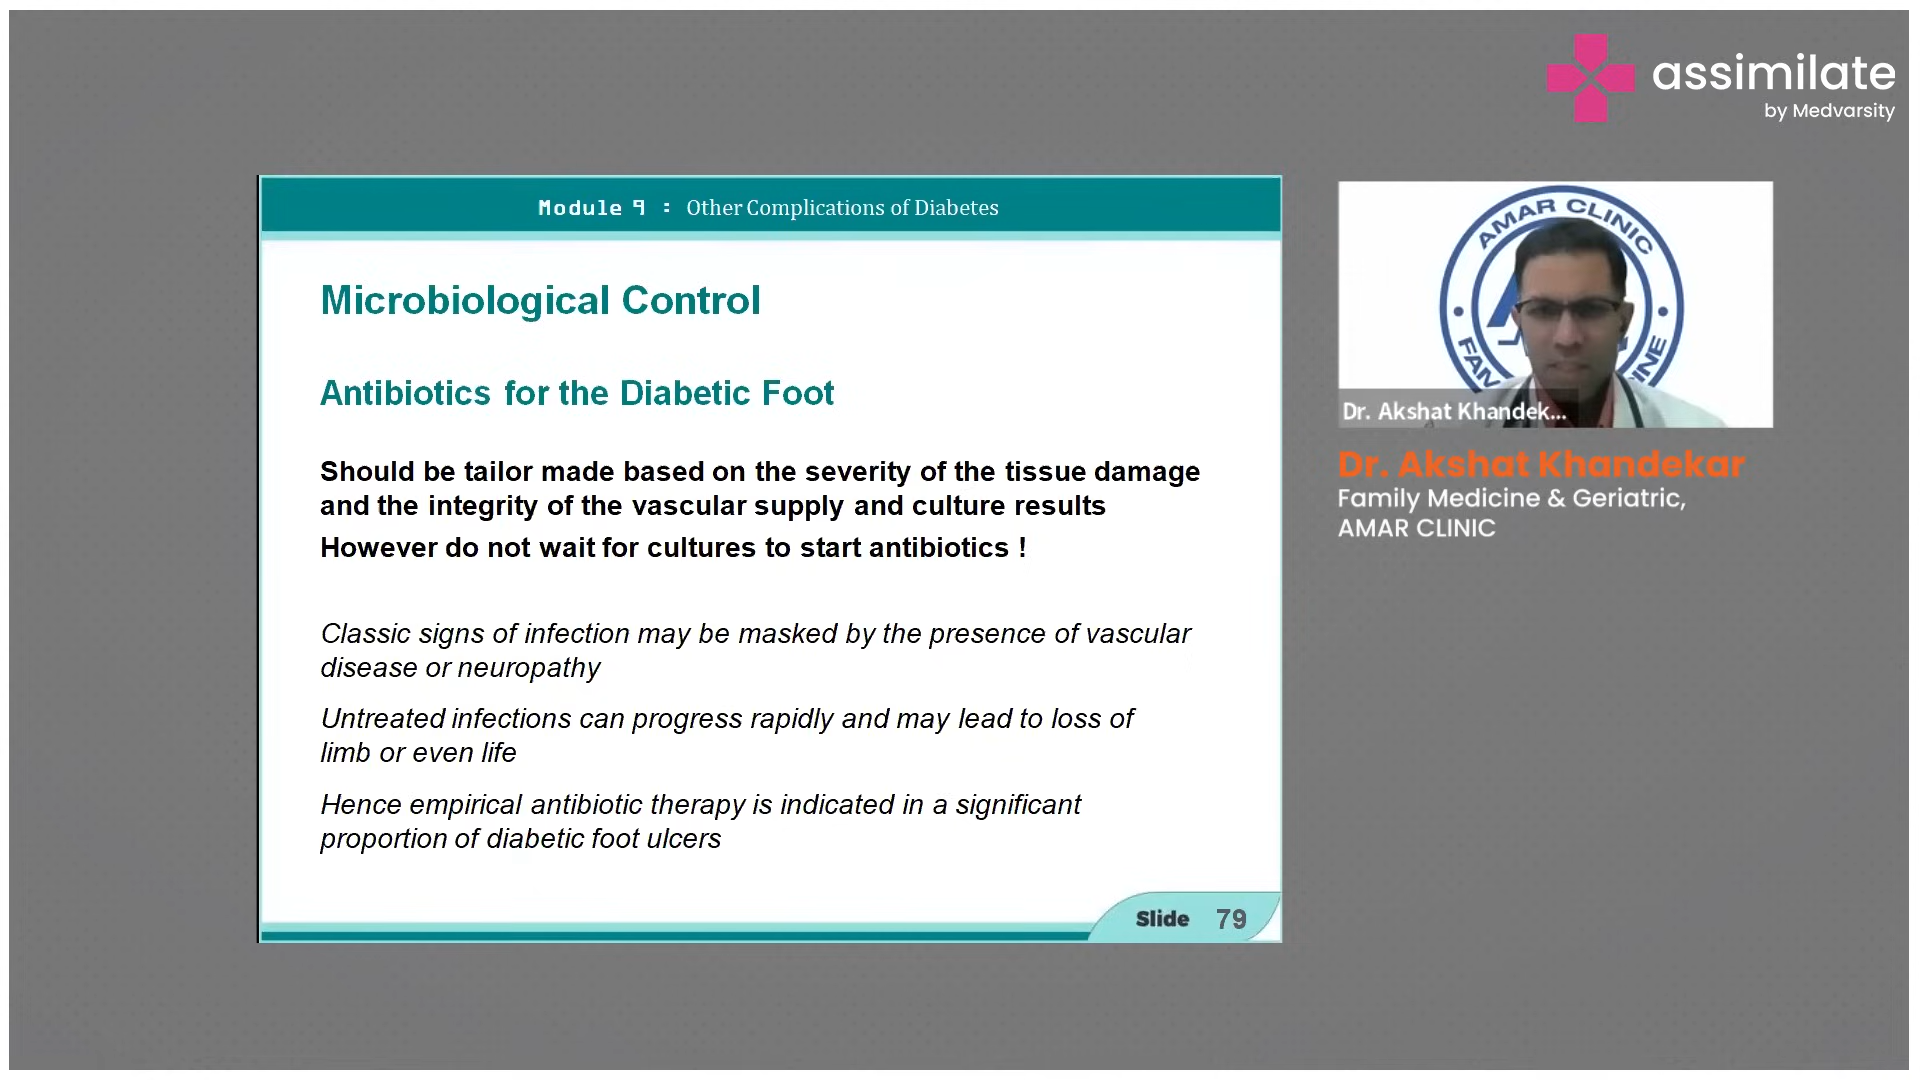 assimilate
by Medvarsity
Module 9 : Other Complications of Diabetes
Microbiological Control
Antibiotics for the Diabetic Foot
Should be tailor made based on the severity of the tissue damage
and the integrity of the vascular supply and culture results
However do not wait for cultures to start antibiotics !
Classic signs of infection may be masked by the presence of vascular
disease or neuropathy
Untreated infections can progress rapidly and may lead to loss of
limb or even life
Hence empirical antibiotic therapy is indicated in a significant
proportion of diabetic foot ulcers
Slide 79
AMAR CLINIC
Dr. Akshat Khandek...
Dr. Akshat Khandekar
Family Medicine & Geriatric,
AMAR CLINIC